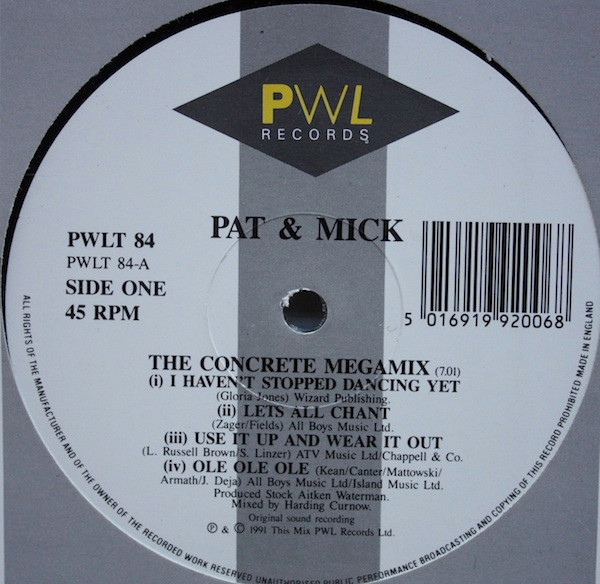 PWL
RECORDS
PAT & MICK
PWLT 84
PWLT 84-A
SIDE ONE
45 RPM
5 016919 920068
THE CONCRETE MEGAMIX (7.01)
(i) I HAVEN'T STOPPED DANCING YET
(Gloria Jones) Wizard Publishing.
(ii) LETS ALL CHANT
(Zager/Fields) All Boys Music Ltd.
(iii) USE IT UP AND WEAR IT OUT
(L. Russell Brown/S. Linzer) ATV Music Ltd/Chappell & Co.
(iv) OLE OLE OLE (Kean/Canter/Mattowski/
Armath/J. Deja) All Boys Music Ltd/Island Music Ltd.
Produced Stock Aitken Waterman.
Mixed by Harding Curnow.
Original sound recording
℗ & © 1991 This Mix PWL Records Ltd.
ALL RIGHTS OF THE MANUFACTURER AND OF THE OWNER OF THE RECORDED WORK RESERVED UNAUTHORISED PUBLIC PERFORMANCE BROADCASTING AND COPYING OF THIS RECORD PROHIBITED MADE IN ENGLAND